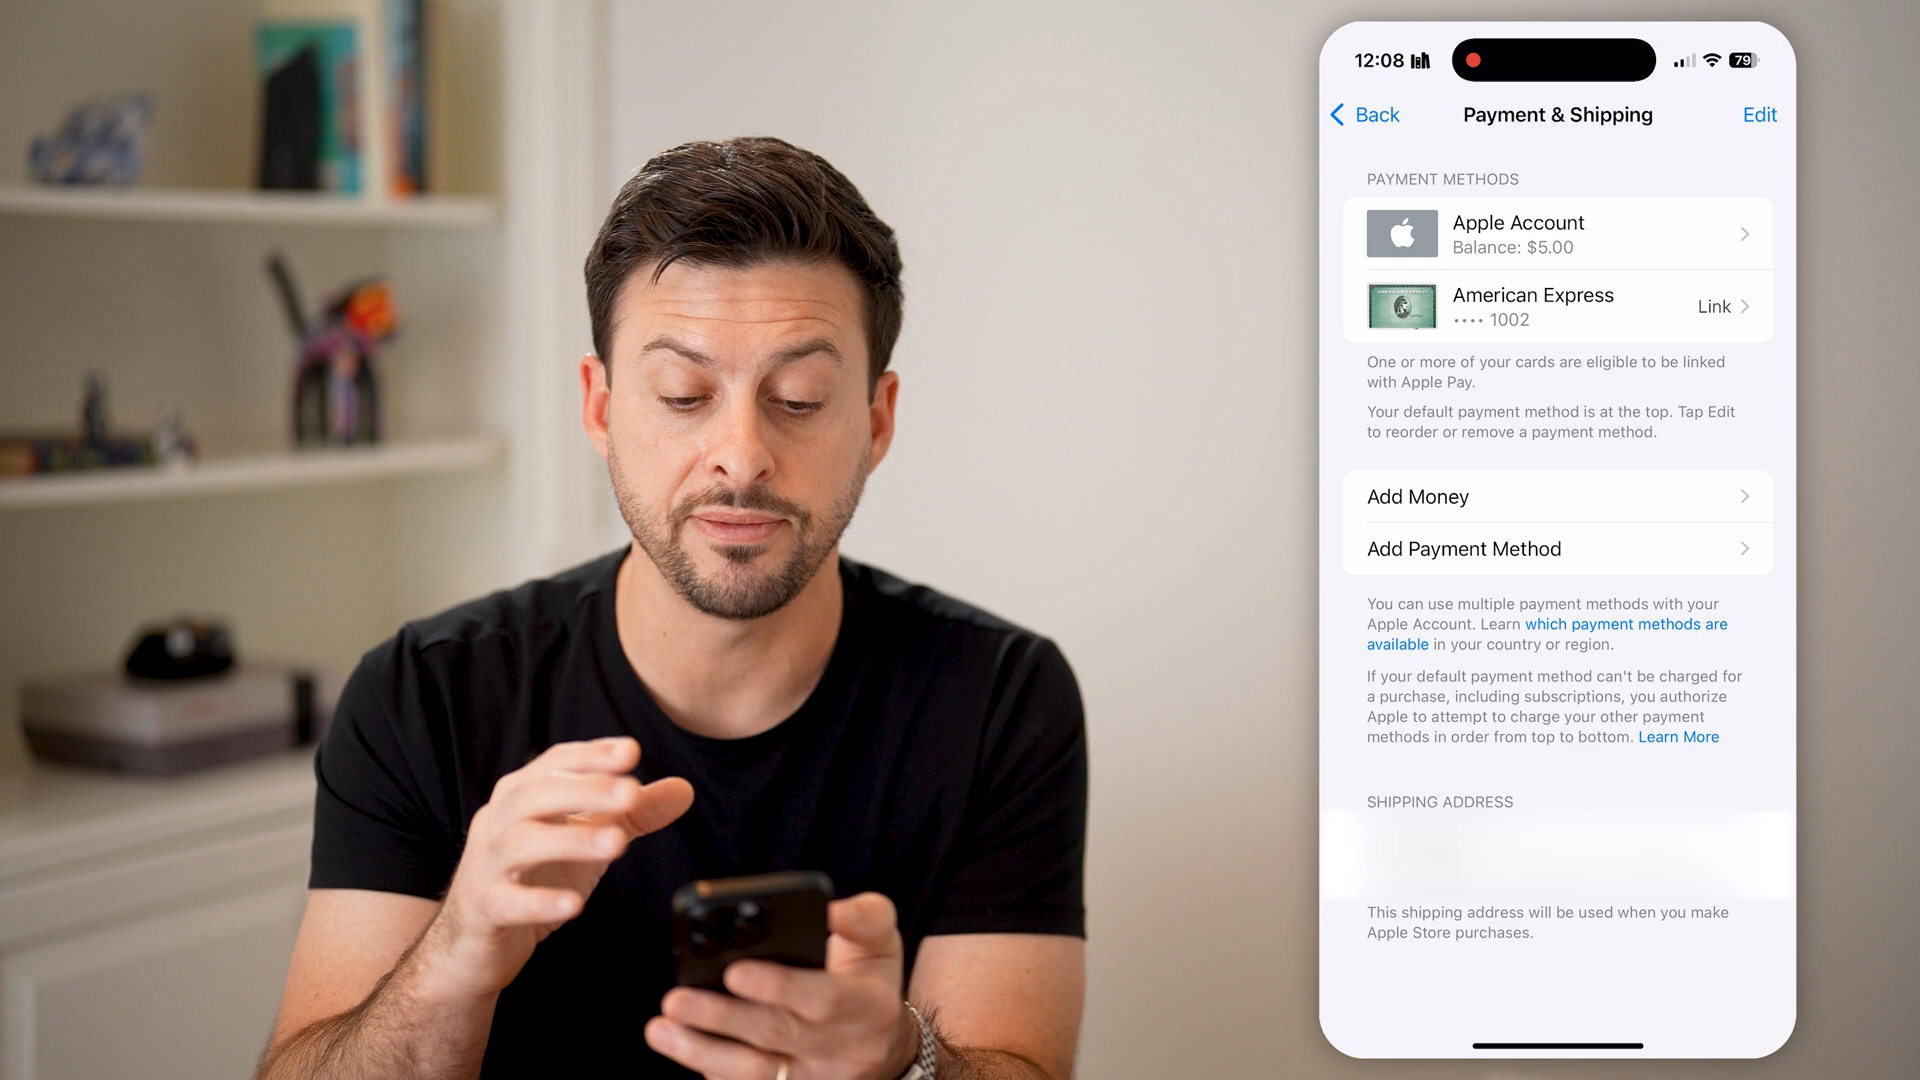 12:08
79
Back
Payment & Shipping
Edit
PAYMENT METHODS
Apple Account
Balance: $5.00
American Express
Link
•••• 1002
One or more of your cards are eligible to be linked
with Apple Pay.
Your default payment method is at the top. Tap Edit
to reorder or remove a payment method.
Add Money
Add Payment Method
You can use multiple payment methods with your
Apple Account. Learn which payment methods are
available in your country or region.
If your default payment method can't be charged for
a purchase, including subscriptions, you authorize
Apple to attempt to charge your other payment
methods in order from top to bottom. Learn More
SHIPPING ADDRESS
This shipping address will be used when you make
Apple Store purchases.